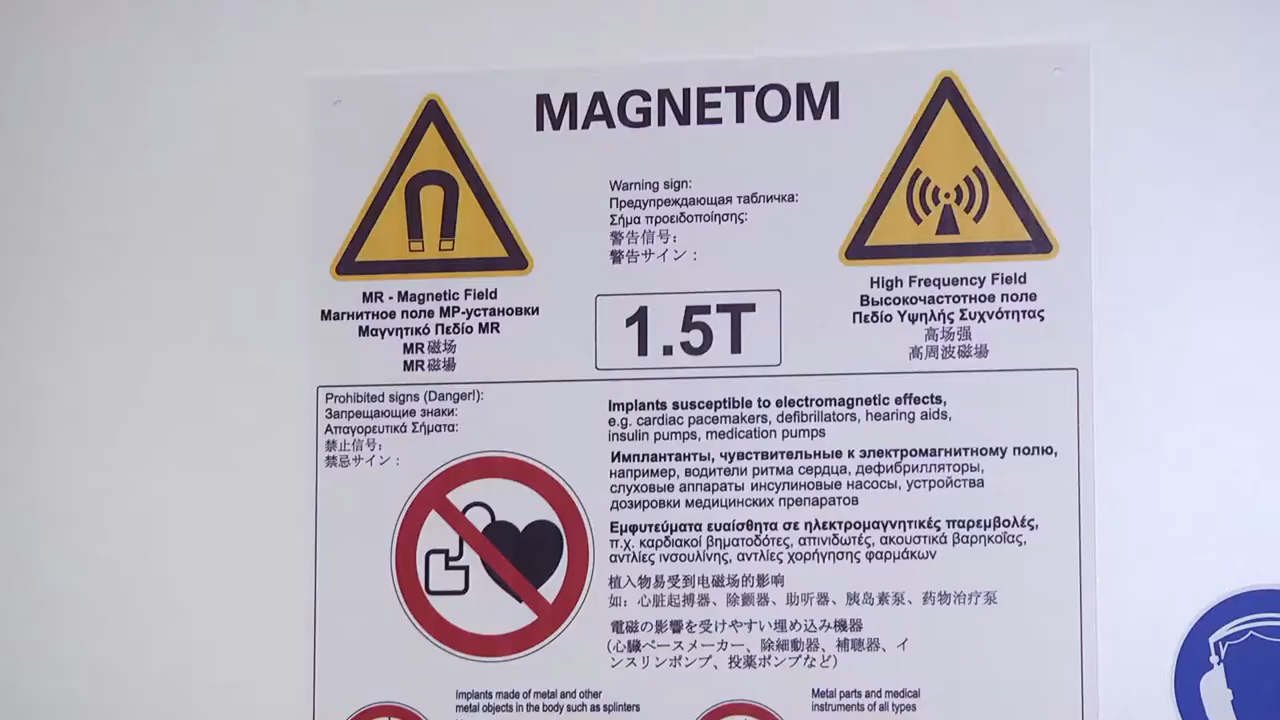 MAGNETOM
Warning sign:
Предупреждающая табличка:
Σήμα προειδοποίησης:
警告信号:
警告サイン:
MR - Magnetic Field
Магнитное поле МР-установки
Μαγνητικό Πεδίο MR
MR磁场
MR磁場
1.5T
High Frequency Field
Высокочастотное поле
Πεδίο Υψηλής Συχνότητας
高场强
高周波磁場
Prohibited signs (Danger!):
Запрещающие знаки:
Απαγορευτικά Σήματα:
禁止信号:
禁忌サイン:
Implants susceptible to electromagnetic effects,
e.g. cardiac pacemakers, defibrillators, hearing aids,
insulin pumps, medication pumps
Имплантанты, чувствительные к электромагнитному полю,
например, водители ритма сердца, дефибрилляторы,
слуховые аппараты инсулиновые насосы, устройства
дозировки медицинских препаратов
Εμφυτεύματα ευαίσθητα σε ηλεκτρομαγνητικές παρεμβολές,
π.χ. καρδιακοί βηματοδότες, απινιδωτές, ακουστικά βαρηκοΐας,
αντλίες ινσουλίνης, αντλίες χορήγησης φαρμάκων
植入物易受到电磁场的影响
如:心脏起搏器、除颤器、助听器、胰岛素泵、药物治疗泵
電磁の影響を受けやすい埋め込み機器
(心臓ペースメーカー、除細動器、補聴器、イ
ンスリンポンプ、投薬ポンプなど)
Implants made of metal and other
metal objects in the body such as splinters
Metal parts and medical
instruments of all types